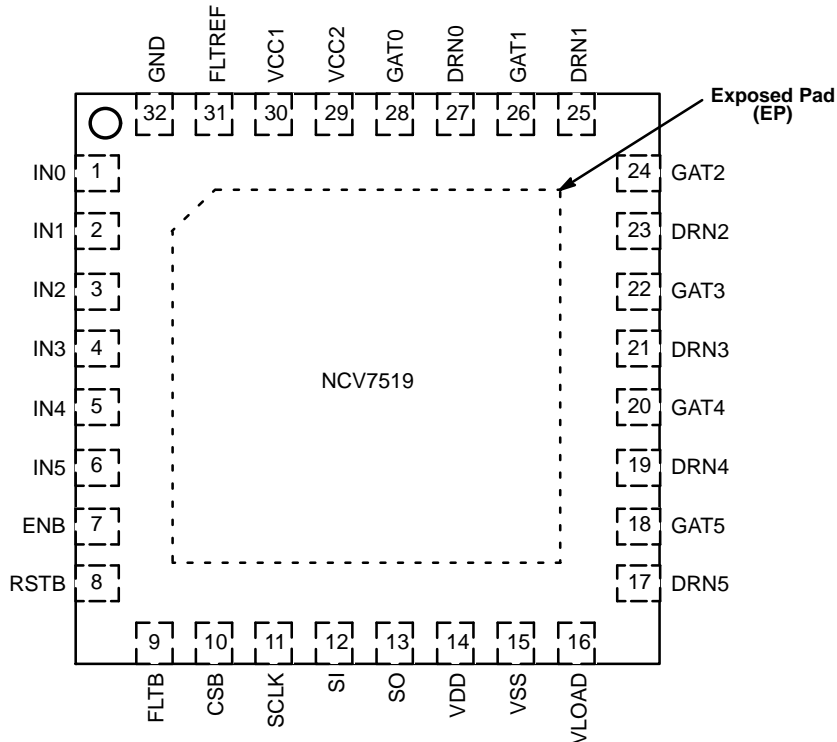 GND
FLTREF
VCC1
VCC2
GAT0
DRN0
GAT1
DRN1
32
31
30
29
28
27
26
25
Exposed Pad
(EP)
IN0 1
24 GAT2
IN1 2
23 DRN2
IN2 3
22 GAT3
IN3 4
21 DRN3
NCV7519
IN4 5
20 GAT4
IN5 6
19 DRN4
ENB 7
18 GAT5
RSTB 8
17 DRN5
9
10
11
12
13
14
15
16
FLTB
CSB
SCLK
SI
SO
VDD
VSS
VLOAD